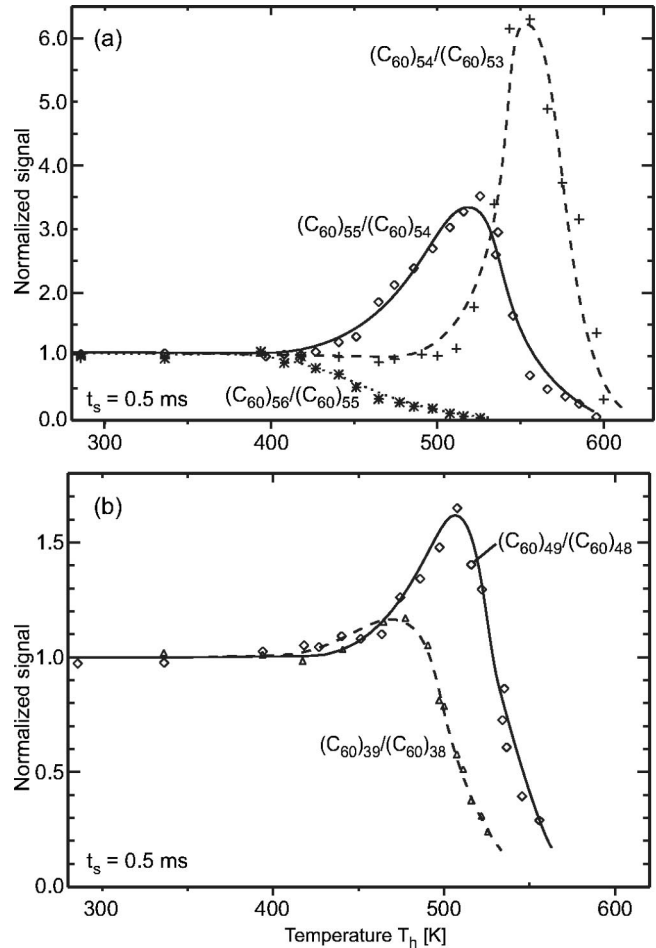 (a)
6.0
5.0
4.0
3.0
2.0
1.0
0.0
Normalized signal
(C60)54/(C60)53
(C60)55/(C60)54
(C60)56/(C60)55
ts = 0.5 ms
300 400 500 600
(b)
1.5
1.0
0.5
0.0
Normalized signal
(C60)49/(C60)48
(C60)39/(C60)38
ts = 0.5 ms
300 400 500 600
Temperature Th [K]